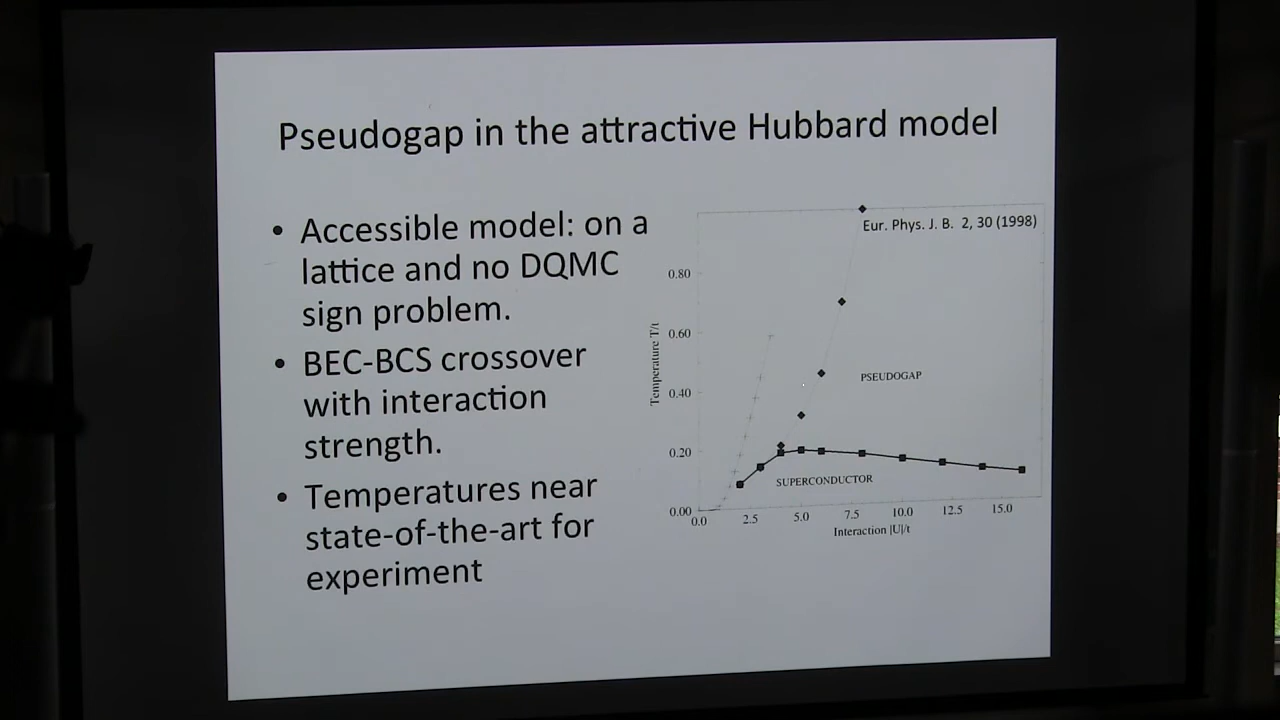 Pseudogap in the attractive Hubbard model
• Accessible model: on a
lattice and no DQMC
sign problem.
• BEC-BCS crossover
with interaction
strength.
• Temperatures near
state-of-the-art for
experiment
Eur. Phys. J. B. 2, 30 (1998)
0.80
0.60
0.40
0.20
0.00
Temperature T/t
PSEUDOGAP
SUPERCONDUCTOR
0.0 2.5 5.0 7.5 10.0 12.5 15.0
Interaction |U|/t